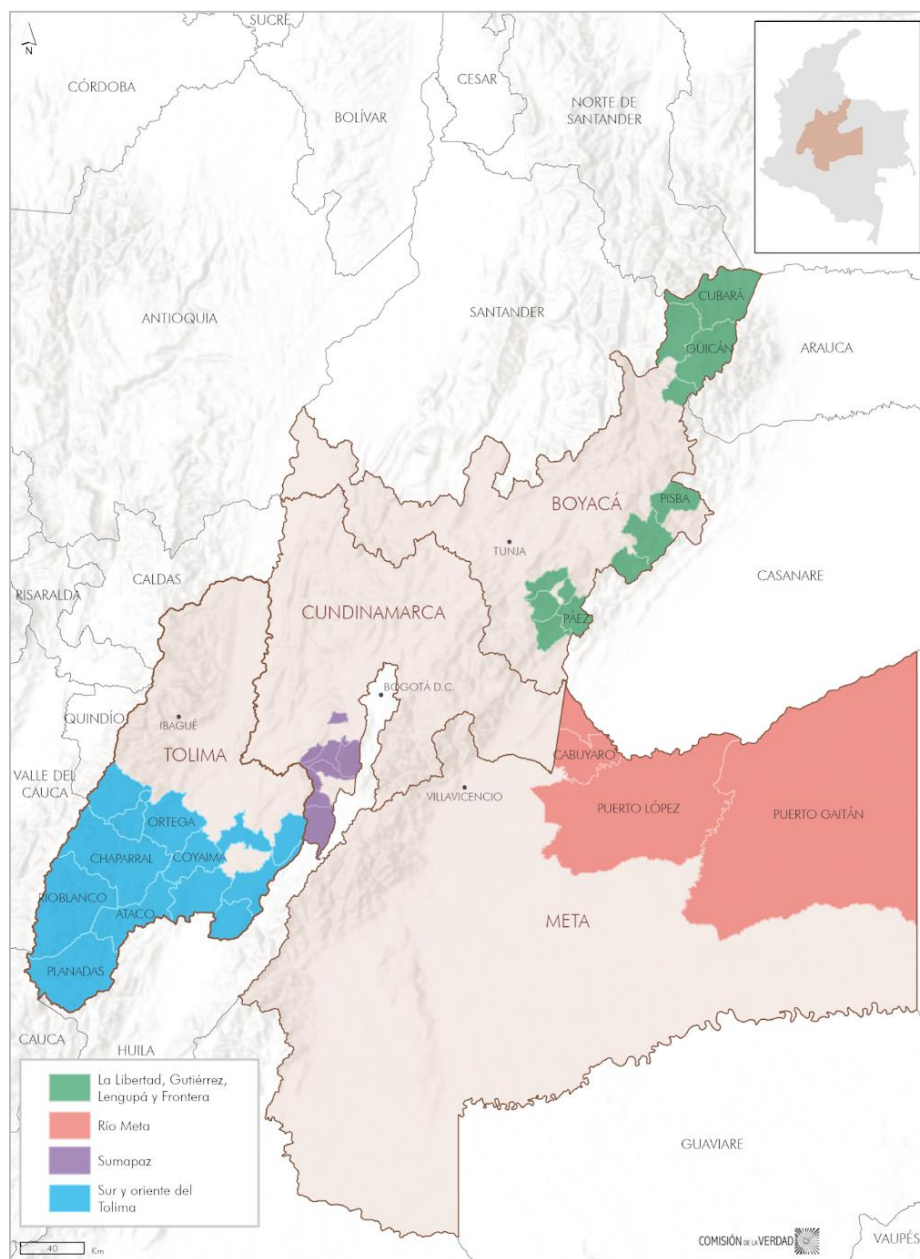 SUCRE
N
CESAR
CÓRDOBA
NORTE DE
SANTANDER
BOLÍVAR
CUBARÁ
SANTANDER
ANTIOQUIA
GÜICÁN
ARAUCA
PISBA
BOYACÁ
TUNJA
CASANARE
CALDAS
RISARALDA
CUNDINAMARCA
PÁEZ
BOGOTÁ D.C.
QUINDÍO
IBAGUÉ
TOLIMA
CABUYARO
VALLE DEL
CAUCA
VILLAVICENCIO
PUERTO LÓPEZ
PUERTO GAITÁN
ORTEGA
CHAPARRAL
COYAIMA
RIOBLANCO
ATACO
META
PLANADAS
CAUCA
HUILA
La Libertad, Gutiérrez,
Lengupá y Frontera
Río Meta
Sumapaz
Sur y oriente del
Tolima
GUAVIARE
40 Km
COMISIÓN DE LA VERDAD
VAUPÉS